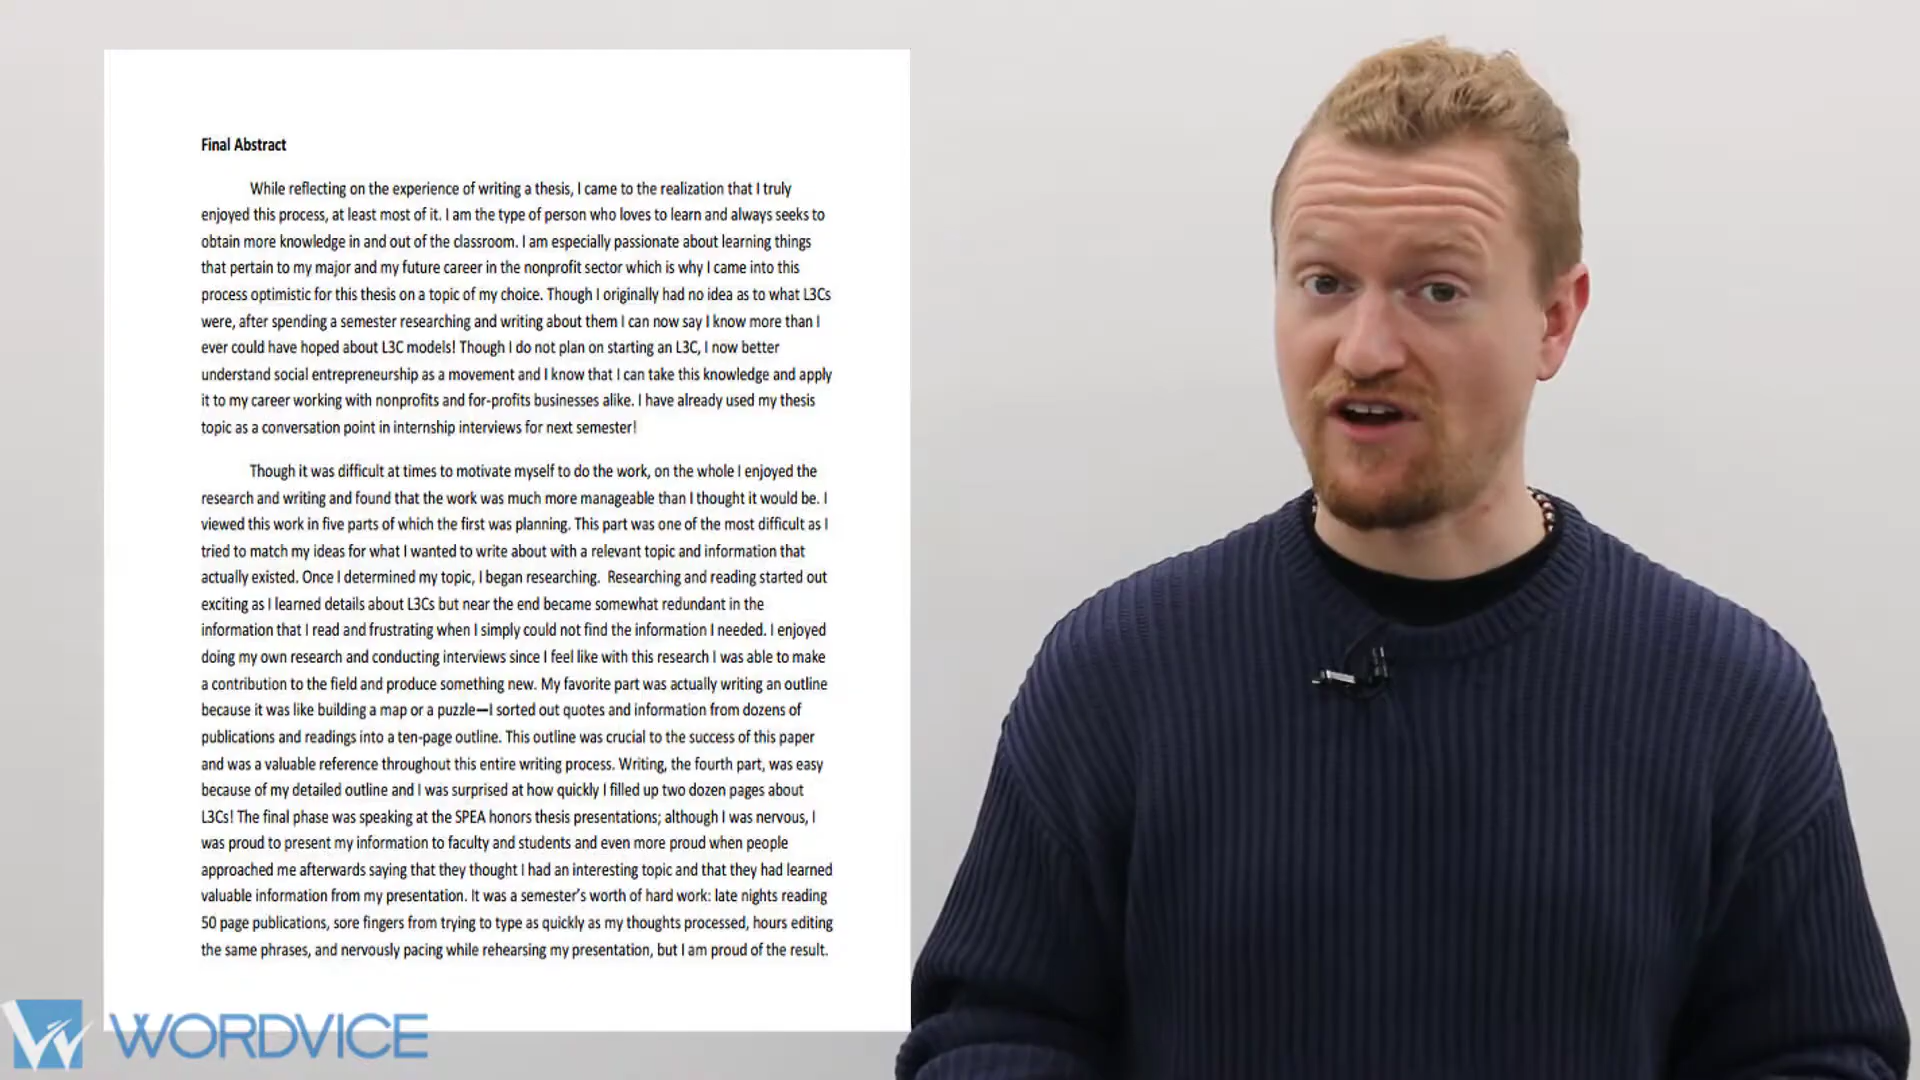 Final Abstract
While reflecting on the experience of writing a thesis, I came to the realization that I truly
enjoyed this process, at least most of it. I am the type of person who loves to learn and always seeks to
obtain more knowledge in and out of the classroom. I am especially passionate about learning things
that pertain to my major and my future career in the nonprofit sector which is why I came into this
process optimistic for this thesis on a topic of my choice. Though I originally had no idea as to what L3Cs
were, after spending a semester researching and writing about them I can now say I know more than I
ever could have hoped about L3C models! Though I do not plan on starting an L3C, I now better
understand social entrepreneurship as a movement and I know that I can take this knowledge and apply
it to my career working with nonprofits and for-profits businesses alike. I have already used my thesis
topic as a conversation point in internship interviews for next semester!
Though it was difficult at times to motivate myself to do the work, on the whole I enjoyed the
research and writing and found that the work was much more manageable than I thought it would be. I
viewed this work in five parts of which the first was planning. This part was one of the most difficult as I
tried to match my ideas for what I wanted to write about with a relevant topic and information that
actually existed. Once I determined my topic, I began researching.  Researching and reading started out
exciting as I learned details about L3Cs but near the end became somewhat redundant in the
information that I read and frustrating when I simply could not find the information I needed. I enjoyed
doing my own research and conducting interviews since I feel like with this research I was able to make
a contribution to the field and produce something new. My favorite part was actually writing an outline
because it was like building a map or a puzzle—I sorted out quotes and information from dozens of
publications and readings into a ten-page outline. This outline was crucial to the success of this paper
and was a valuable reference throughout this entire writing process. Writing, the fourth part, was easy
because of my detailed outline and I was surprised at how quickly I filled up two dozen pages about
L3Cs! The final phase was speaking at the SPEA honors thesis presentations; although I was nervous, I
was proud to present my information to faculty and students and even more proud when people
approached me afterwards saying that they thought I had an interesting topic and that they had learned
valuable information from my presentation. It was a semester’s worth of hard work: late nights reading
50 page publications, sore fingers from trying to type as quickly as my thoughts processed, hours editing
the same phrases, and nervously pacing while rehearsing my presentation, but I am proud of the result.
WORDVICE